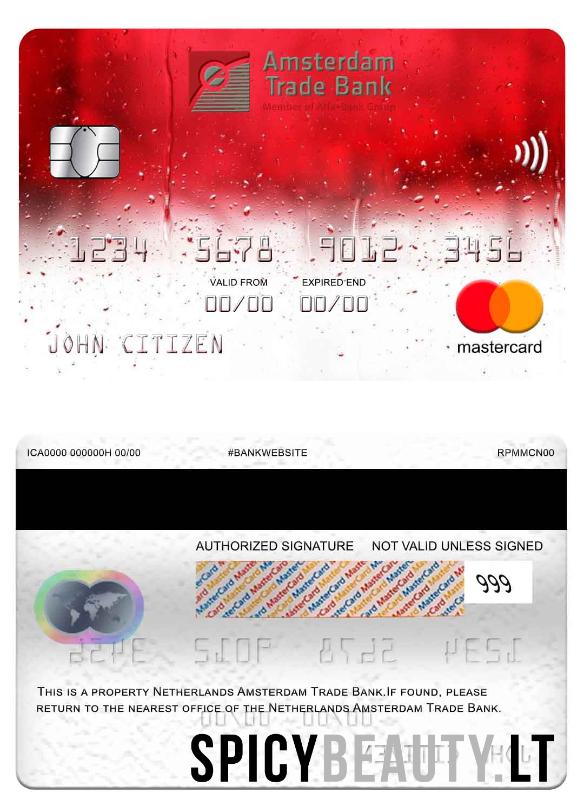 Amsterdam
Trade Bank
Member of Alfa-Bank Group
1234 5678 9012 3456
VALID FROM EXPIRED END
00/00 00/00
JOHN CITIZEN
mastercard
ICA0000 000000H 00/00 #BANKWEBSITE RPMMCN00
AUTHORIZED SIGNATURE NOT VALID UNLESS SIGNED
MasterCard MasterCard MasterCard
999
THIS IS A PROPERTY NETHERLANDS AMSTERDAM TRADE BANK.IF FOUND, PLEASE
RETURN TO THE NEAREST OFFICE OF THE NETHERLANDS AMSTERDAM TRADE BANK.
SPICYBEAUTY.LT